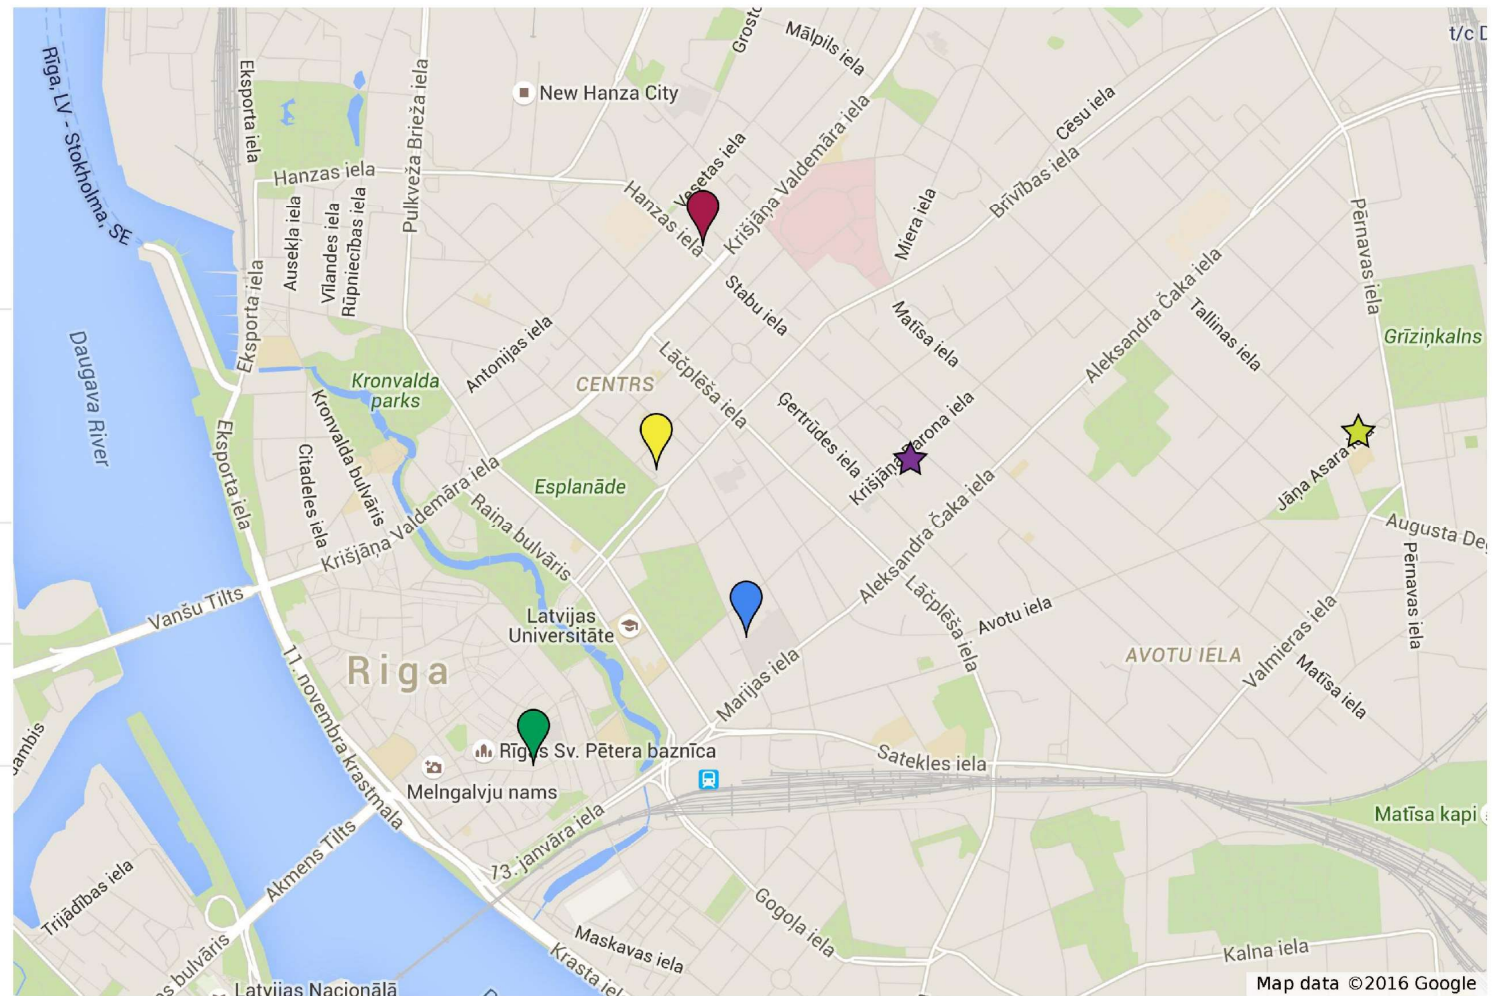 Grosto
Mālpils iela
t/c D
Rīga, LV - Stokholma, SE
Eksporta iela
Pulkveža Brieža iela
New Hanza City
Krišjāņa Valdemāra iela
Cēsu iela
Vesetas iela
Brīvības iela
Hanzas iela
Hanzas iela
Ausekļa iela
Vīlandes iela
Rūpniecības iela
Miera iela
Pērnavas iela
Eksporta iela
Stabu iela
Matīsa iela
Aleksandra Čaka iela
Tallinas iela
Grīziņkalns
Daugava River
Antonijas iela
Kronvalda
parks
CENTRS
Lāčplēša iela
Ģertrūdes iela
Krišjāņa Barona iela
Kronvalda bulvāris
Citadeles iela
Eksporta iela
Krišjāņa Valdemāra iela
Esplanāde
Raiņa bulvāris
Aleksandra Čaka iela
Jāņa Asara
Augusta De
Pērnavas iela
Vanšu Tilts
Latvijas
Universitāte
Lāčplēša iela
Avotu iela
AVOTU IELA
Valmieras iela
Matīsa iela
Rīga
11. novembra krastmala
Marijas iela
Rīgas Sv. Pētera baznīca
Melngalvju nams
Satekles iela
ambis
Akmens Tilts
13. janvāra iela
Matīsa kapi
Trijādības iela
Gogoļa iela
Maskavas iela
Krasta iel
Kalna iela
s bulvāris
Latvijas Nacionālā
Map data ©2016 Google